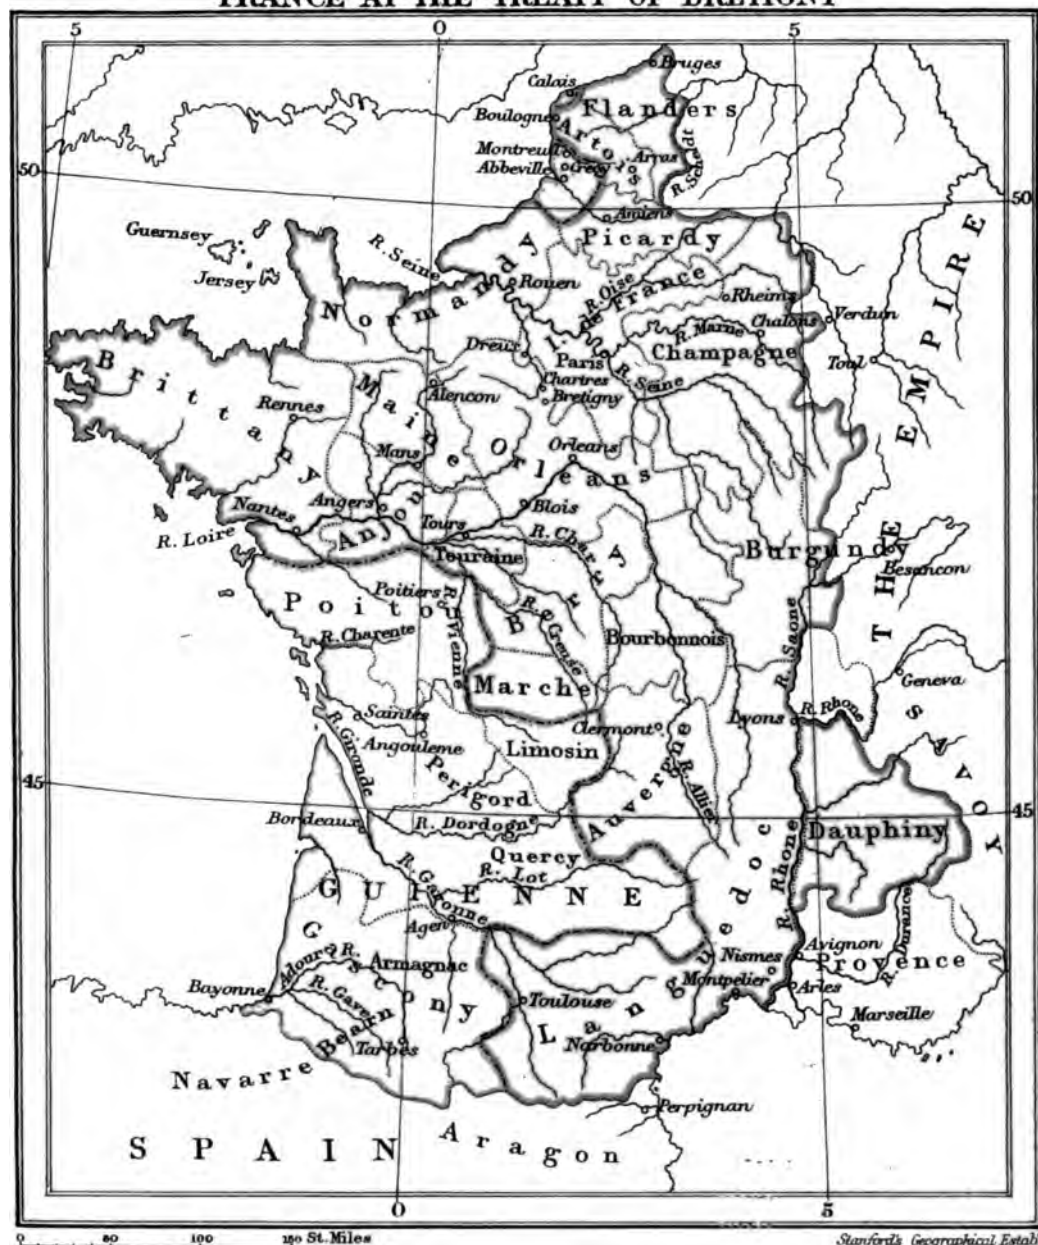 FRANCE AT THE TREATY OF BRETIGNY
5 0 5
Bruges
Calais
Flanders
Boulogne
Artois
Montreuil
Arras
R. Scheldt
Abbeville
Crécy
50
50
Amiens
Picardy
Guernsey
R. Seine
Jersey
Normandy
Rouen
R. Oise
I. de France
Rheims
R. Marne
Chalons
Verdun
Dreux
Paris
Champagne
Toul
EMPIRE
Brittany
Chartres
R. Seine
Alencon
Bretigny
Rennes
Maine
Mans
Orleans
Orleans
Angers
Blois
Nantes
Anjou
Tours
R. Cher
R. Loire
Touraine
Burgundy
Besancon
THE
Poitiers
Poitou
R. Vienne
R. Creuse
Bourbonnois
R. Saone
R. Charente
Geneva
Marche
Saintes
Clermont
Lyons
R. Rhone
SAVOY
R. Gironde
Angouleme
Limosin
Perigord
Auvergne
R. Allier
45
45
Bordeaux
R. Dordogne
Dauphiny
Quercy
R. Lot
R. Garonne
GUIENNE
R. Rhone
Agen
Languedoc
R. Durance
Gascony
Avignon
Nismes
Provence
Adour R.
Armagnac
Montpelier
Arles
Bayonne
R. Gave
Toulouse
Marseille
Bearn
Tarbes
Narbonne
Navarre
Perpignan
SPAIN
Aragon
0 5
0 50 100 150 St. Miles
Stanford's Geographical Estab